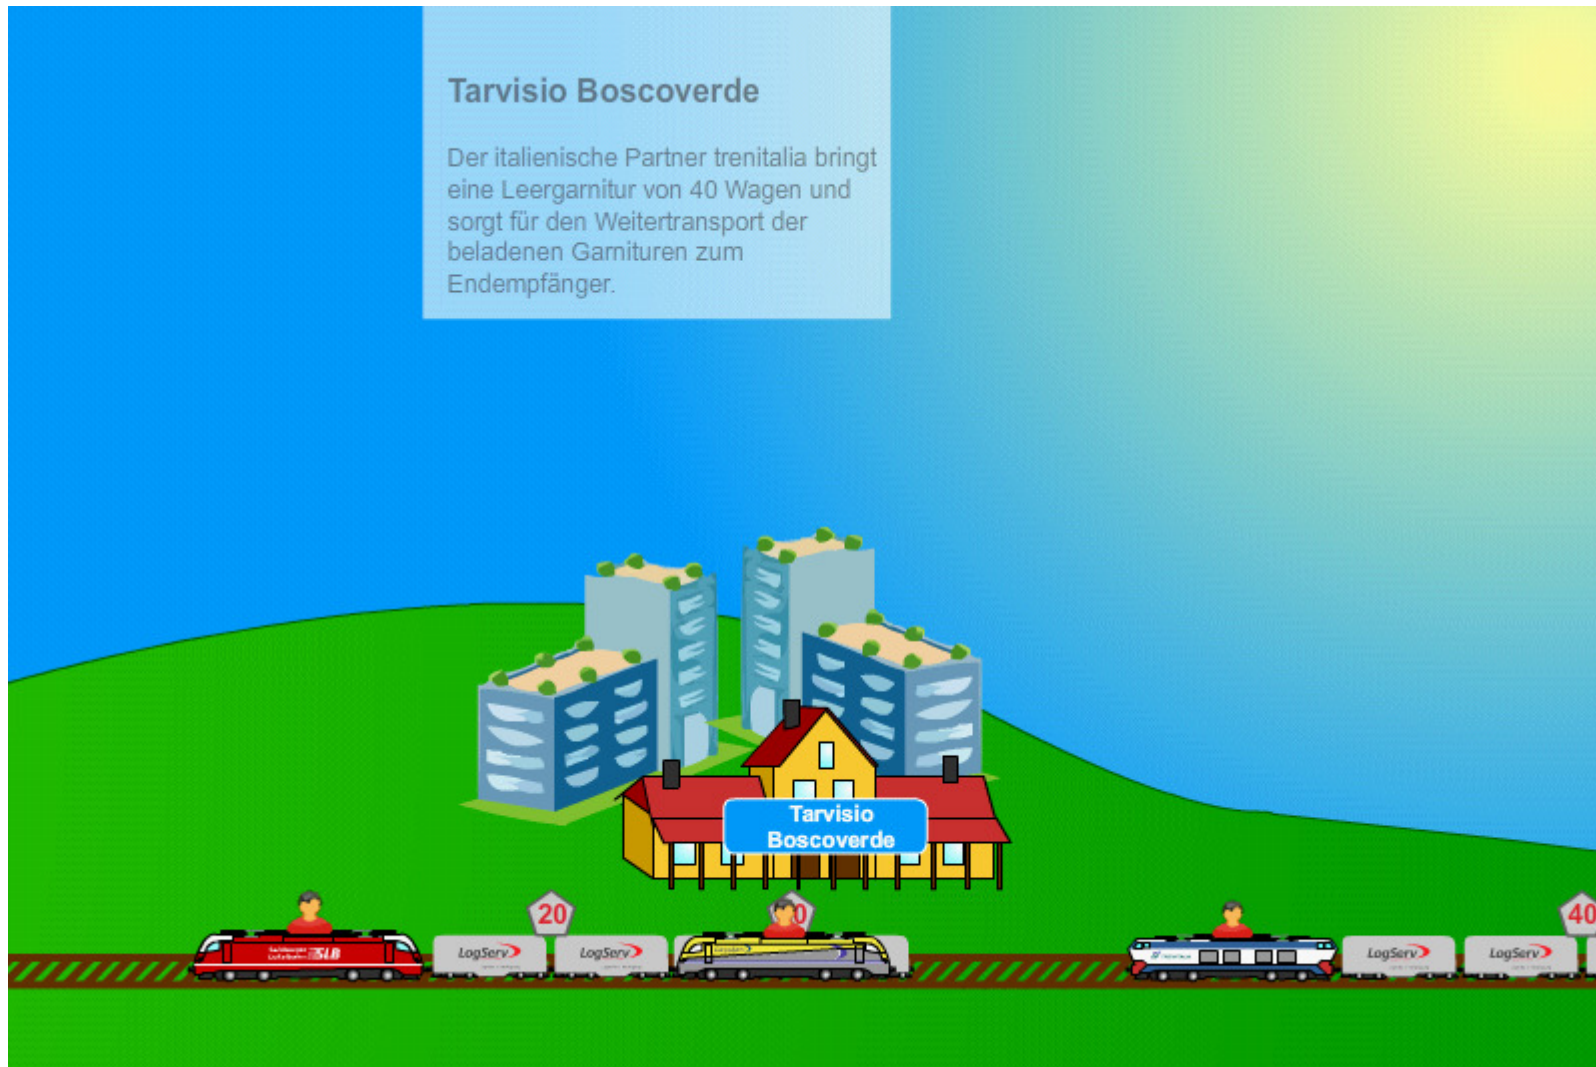 Tarvisio Boscoverde
Der italienische Partner trenitalia bringt
eine Leergarnitur von 40 Wagen und
sorgt für den Weitertransport der
beladenen Garnituren zum
Endempfänger.
Tarvisio
Boscoverde
20
40
SLB
LogServ
LogServ
LogServ
LogServ